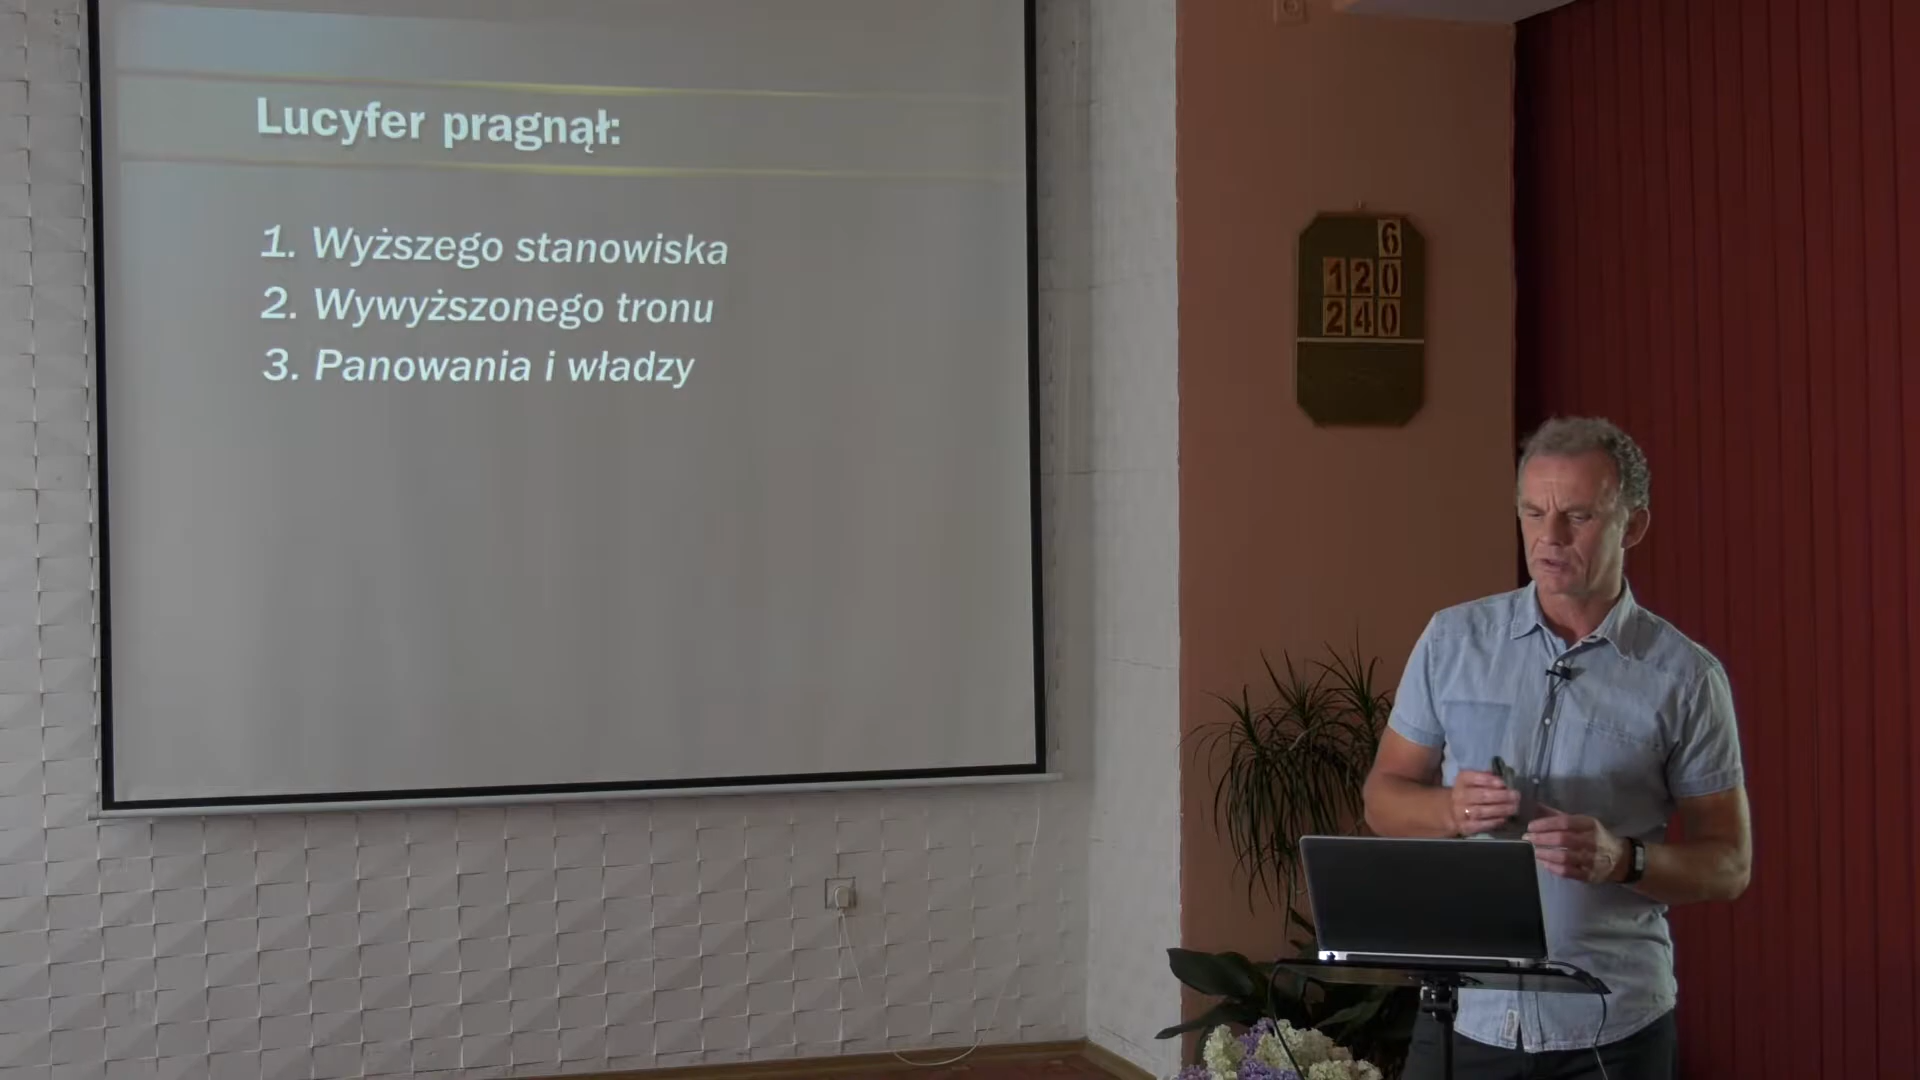 Lucyfer pragnął:
1. Wyższego stanowiska
2. Wywyższonego tronu
3. Panowania i władzy
6
120
240